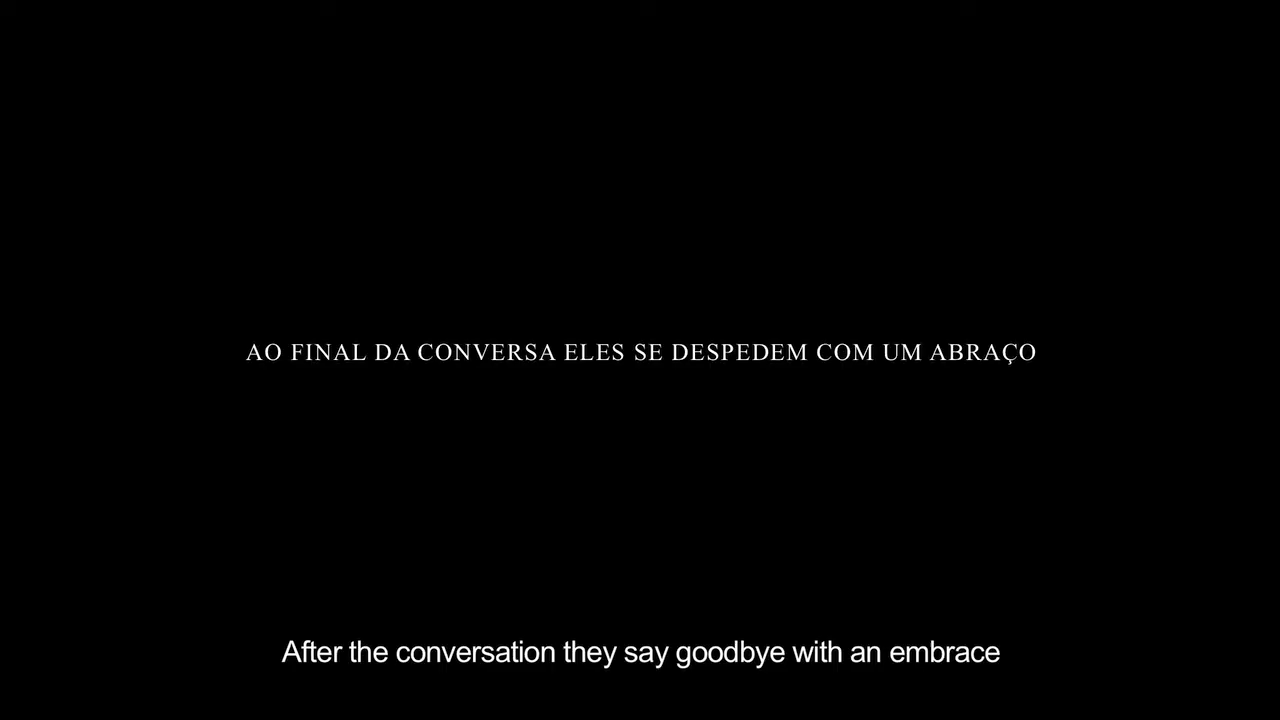 AO FINAL DA CONVERSA ELES SE DESPEDEM COM UM ABRAÇO
After the conversation they say goodbye with an embrace